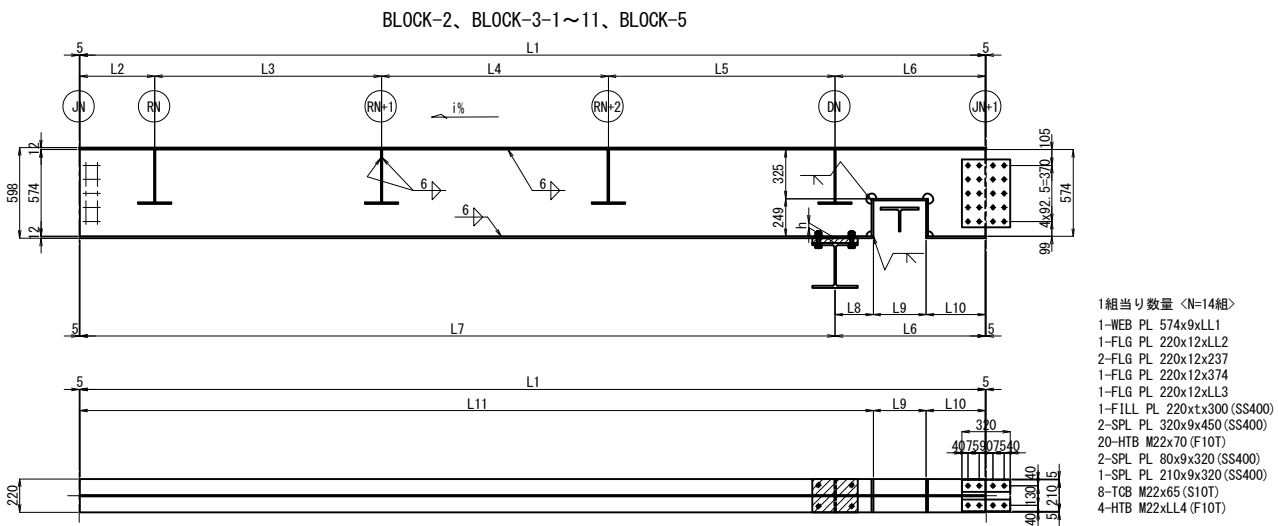 BLOCK-2、BLOCK-3-1～11、BLOCK-5
5 L1 5
L2 L3 L4 L5 L6
JN RN RN+1 RN+2 DN JN+1
i%
12
574
12
598
6
6
6
325
249
h
105
4x92.5=370
99
574
L8 L9 L10
5 L7 L6 5
5 L1 5
L11 L9 L10
320
40 75 90 75 40
220
40
130
40
5
210
5
1組当り数量 〈N=14組〉
1-WEB PL 574x9xLL1
1-FLG PL 220x12xLL2
2-FLG PL 220x12x237
1-FLG PL 220x12x374
1-FLG PL 220x12xLL3
1-FILL PL 220xtx300(SS400)
2-SPL PL 320x9x450(SS400)
20-HTB M22x70(F10T)
2-SPL PL 80x9x320(SS400)
1-SPL PL 210x9x320(SS400)
8-TCB M22x65(S10T)
4-HTB M22xLL4(F10T)